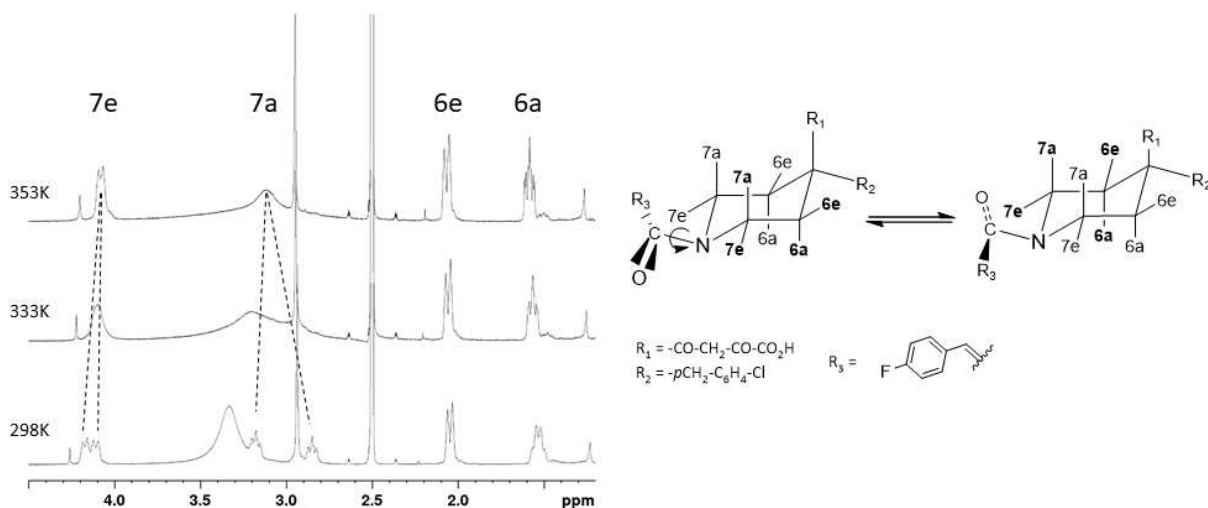 7e 7a 6e 6a
353K
333K
298K
4.0 3.5 3.0 2.5 2.0 ppm
R1
7a 6e
7a R2
R3 7e 6e
C N 6a
7e 6a
O
R1
7a 6e
7a R2
O 7e 6e
C N 6a
7e 6a
R3
R1 = -CO-CH2-CO-CO2H R3 =
R2 = -pCH2-C6H4-Cl F